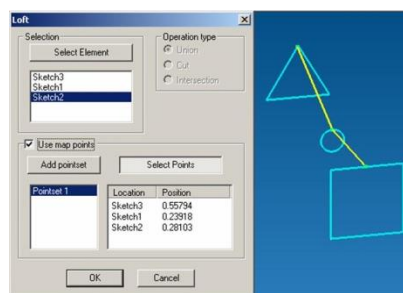 Loft
Selection
Select Element
Sketch3
Sketch1
Sketch2
Operation type
Union
Cut
Intersection
Use map points
Add pointset
Select Points
Pointset 1
Location Position
Sketch3 0.55794
Sketch1 0.23918
Sketch2 0.28103
OK
Cancel